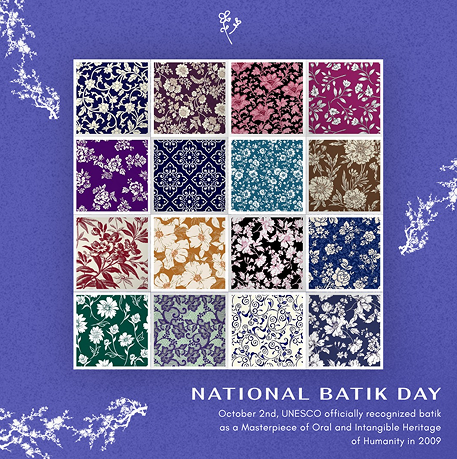 NATIONAL BATIK DAY
October 2nd, UNESCO officially recognized batik
as a Masterpiece of Oral and Intangible Heritage
of Humanity in 2009